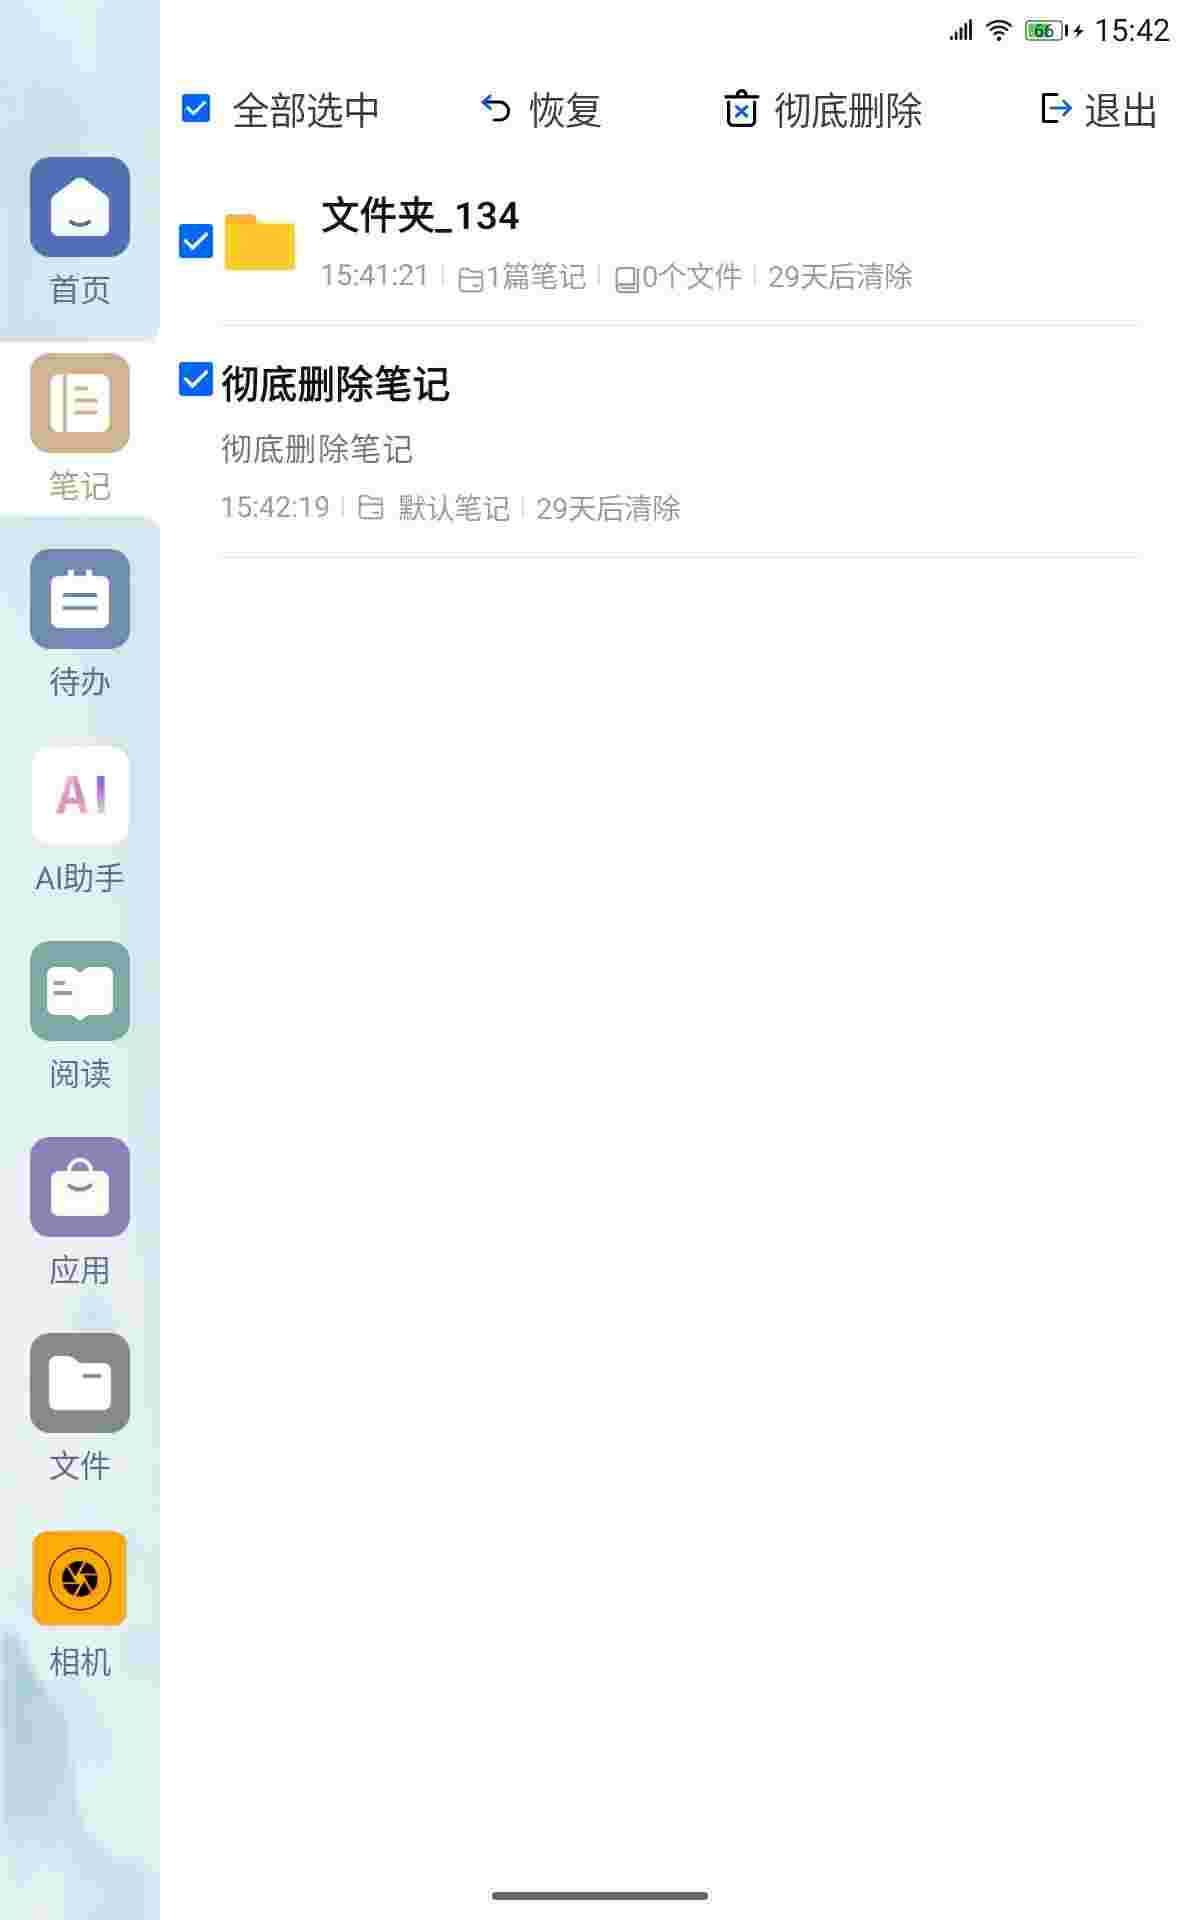 66 15:42
全部选中 恢复 彻底删除 退出
文件夹_134
15:41:21 1篇笔记 0个文件 29天后清除
彻底删除笔记
彻底删除笔记
15:42:19 默认笔记 29天后清除
首页
笔记
待办
AI
AI助手
阅读
应用
文件
相机